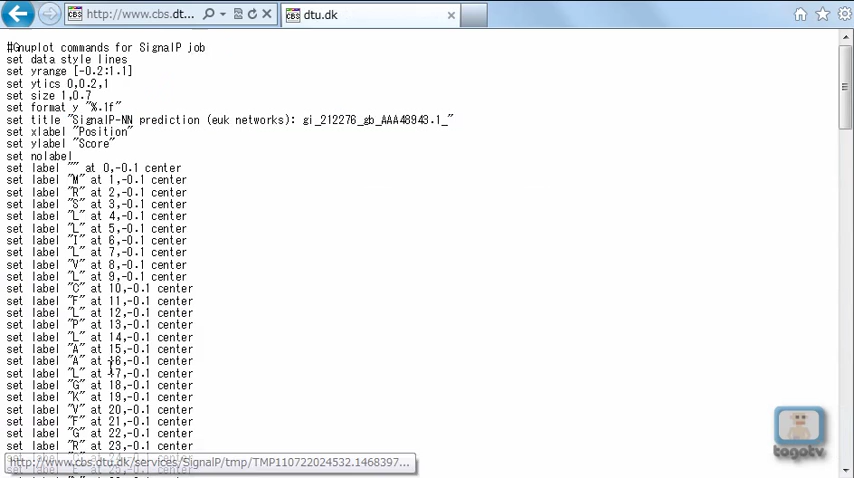 http://www.cbs.dt...
dtu.dk
#Gnuplot commands for SignalP job
set data style lines
set yrange [-0.2:1.1]
set ytics 0,0.2,1
set size 1,0.7
set format y "%.1f"
set title "SignalP-NN prediction (euk networks): gi_212276_gb_AAA48943.1_"
set xlabel "Position"
set ylabel "Score"
set nolabel
set label "" at 0,-0.1 center
set label "M" at 1,-0.1 center
set label "R" at 2,-0.1 center
set label "S" at 3,-0.1 center
set label "L" at 4,-0.1 center
set label "L" at 5,-0.1 center
set label "I" at 6,-0.1 center
set label "L" at 7,-0.1 center
set label "V" at 8,-0.1 center
set label "L" at 9,-0.1 center
set label "C" at 10,-0.1 center
set label "F" at 11,-0.1 center
set label "L" at 12,-0.1 center
set label "P" at 13,-0.1 center
set label "L" at 14,-0.1 center
set label "A" at 15,-0.1 center
set label "A" at 16,-0.1 center
set label "L" at 17,-0.1 center
set label "G" at 18,-0.1 center
set label "K" at 19,-0.1 center
set label "V" at 20,-0.1 center
set label "F" at 21,-0.1 center
set label "G" at 22,-0.1 center
set label "R" at 23,-0.1 center
http://www.cbs.dtu.dk/services/SignalP/tmp/TMP110722024532.1468397...
togotv